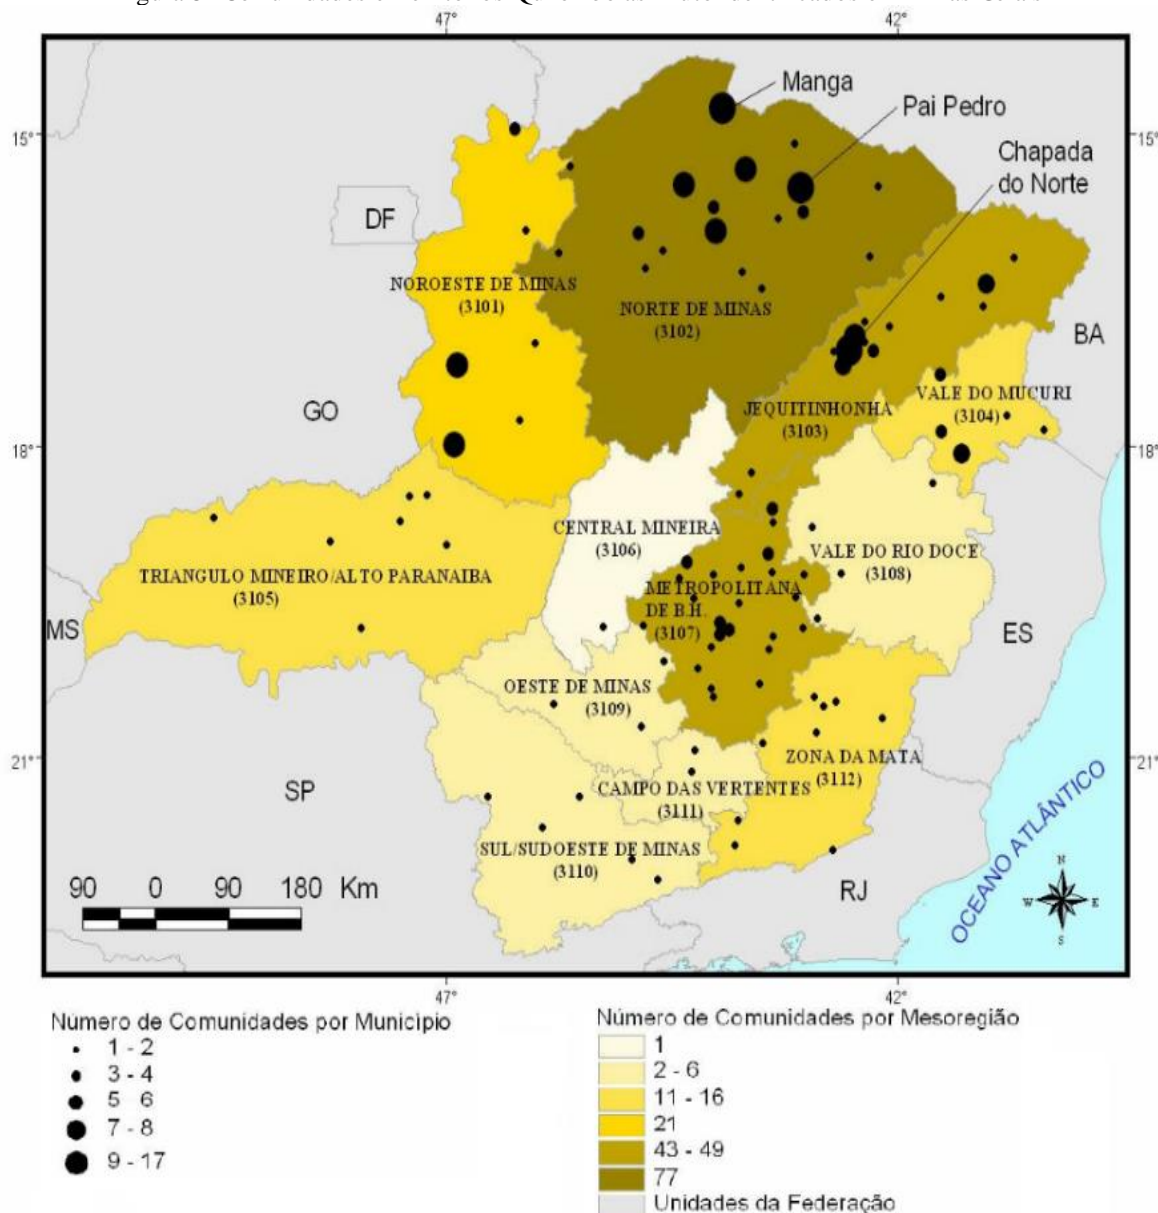 47°
42°
Manga
Pai Pedro
Chapada
do Norte
15°
15°
DF
NOROESTE DE MINAS
(3101)
NORTE DE MINAS
(3102)
BA
GO
JEQUITINHONHA
(3103)
VALE DO MUCURI
(3104)
18°
18°
CENTRAL MINEIRA
(3106)
VALE DO RIO DOCE
(3108)
TRIANGULO MINEIRO/ALTO PARANAIBA
(3105)
METROPOLITANA
DE B.H.
(3107)
MS
ES
OESTE DE MINAS
(3109)
21°
21°
ZONA DA MATA
(3112)
SP
CAMPO DAS VERTENTES
(3111)
SUL/SUDOESTE DE MINAS
(3110)
OCEANO ATLÂNTICO
N
W E
S
RJ
90 0 90 180 Km
47°
42°
Número de Comunidades por Município
1 - 2
3 - 4
5 6
7 - 8
9 - 17
Número de Comunidades por Mesoregião
1
2 - 6
11 - 16
21
43 - 49
77
Unidades da Federação